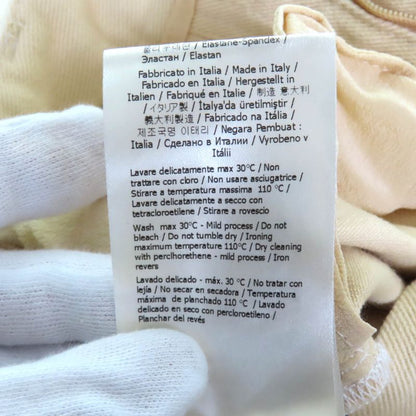 Elastane-Spandex /
Эластан / Elastan
Fabbricato in Italia / Made in Italy /
Fabricado en Italia / Hergestellt in
Italien / Fabriqué en Italie / 制造 意大利
/ イタリア製 / İtalya'da üretilmiştir /
義大利製造 / Fabricado na Itália /
제조국명 이태리 / Negara Pembuat :
Italia / Сделано в Италии / Vyrobeno v
Itálii
Lavare delicatamente max 30°C / Non
trattare con cloro / Non usare asciugatrice /
Stirare a temperatura massima 110 °C /
Lavare delicatamente a secco con
tetracloroetilene / Stirare a rovescio
Wash max 30°C - Mild process / Do not
bleach / Do not tumble dry / Ironing
maximum temperature 110°C / Dry cleaning
with perclhorethene - mild process / Iron
revers
Lavado delicado - máx. 30 °C / No tratar con
lejía / No secar en secadora / Temperatura
máxima de planchado 110 °C / Lavado
delicado en seco con percloroetileno /
Planchar del revés